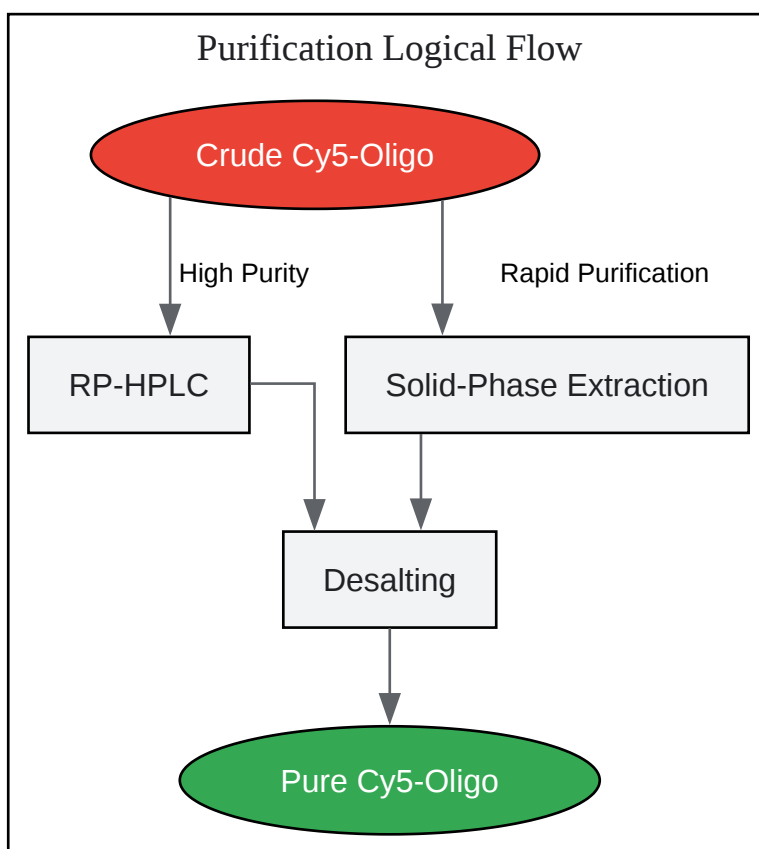 Purification Logical Flow
Crude Cy5-Oligo
High Purity
Rapid Purification
RP-HPLC
Solid-Phase Extraction
Desalting
Pure Cy5-Oligo